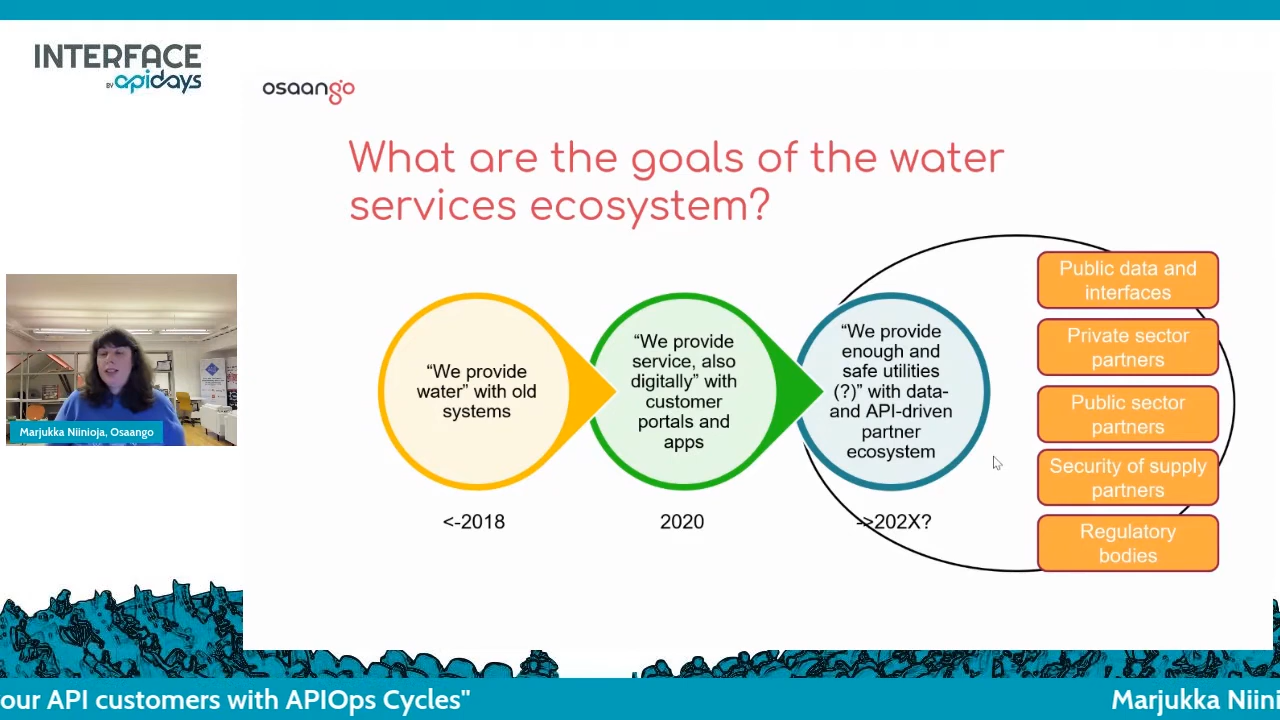 INTERFACE
BY apidays
osaango
What are the goals of the water
services ecosystem?
"We provide
water" with old
systems
"We provide
service, also
digitally" with
customer
portals and
apps
"We provide
enough and
safe utilities
(?)" with data-
and API-driven
partner
ecosystem
<-2018
2020
->202X?
Public data and
interfaces
Private sector
partners
Public sector
partners
Security of supply
partners
Regulatory
bodies
Marjukka Niinioja, Osaango
our API customers with APIOps Cycles"
Marjukka Niini